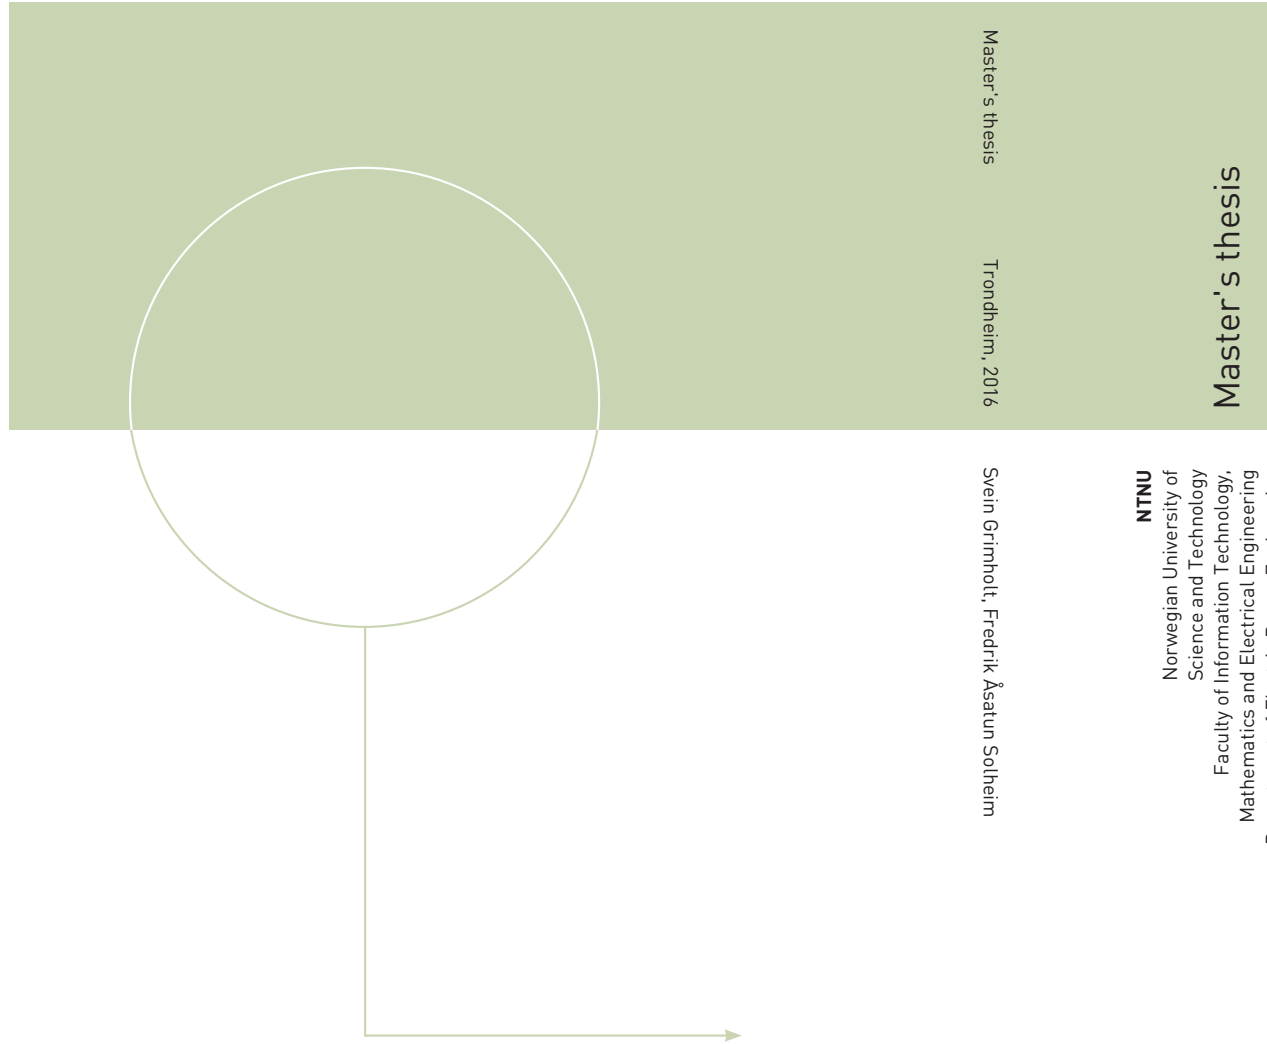 Master's thesis
Trondheim, 2016
Svein Grimholt, Fredrik Åsatun Solheim
Master's thesis
NTNU
Norwegian University of
Science and Technology
Faculty of Information Technology,
Mathematics and Electrical Engineering